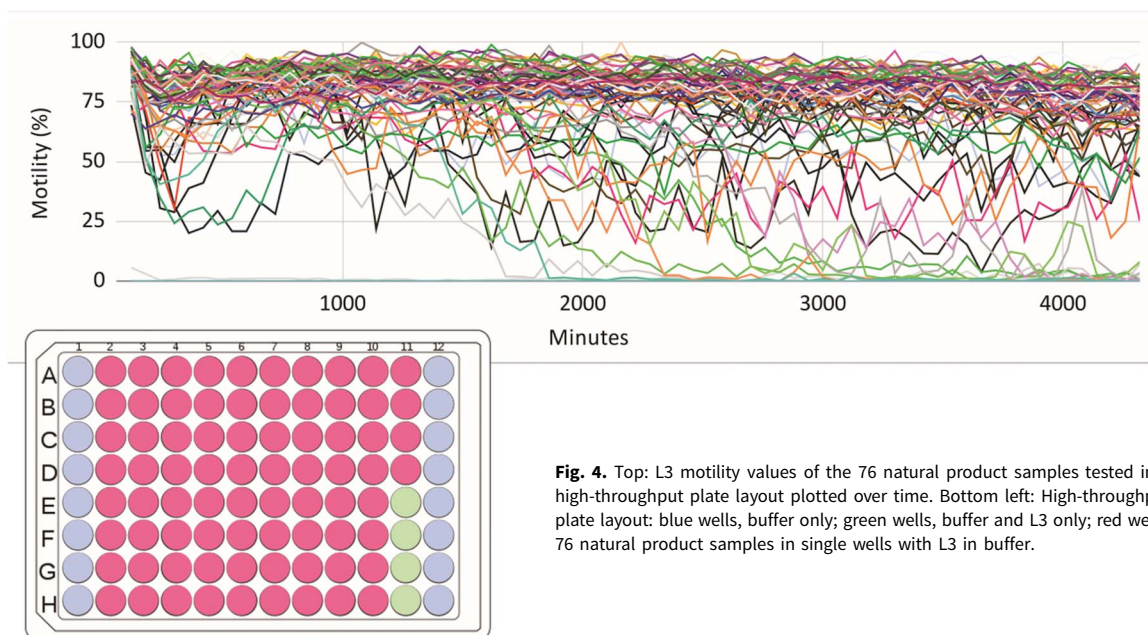 100
75
50
25
0
Motility (%)
1000 2000 3000 4000
Minutes
1 2 3 4 5 6 7 8 9 10 11 12
A
B
C
D
E
F
G
H
Fig. 4. Top: L3 motility values of the 76 natural product samples tested
high-throughput plate layout plotted over time. Bottom left:
plate layout: blue wells, buffer only; green wells, buffer and L3 only; red
76 natural product samples in single wells with L3 in buffer.